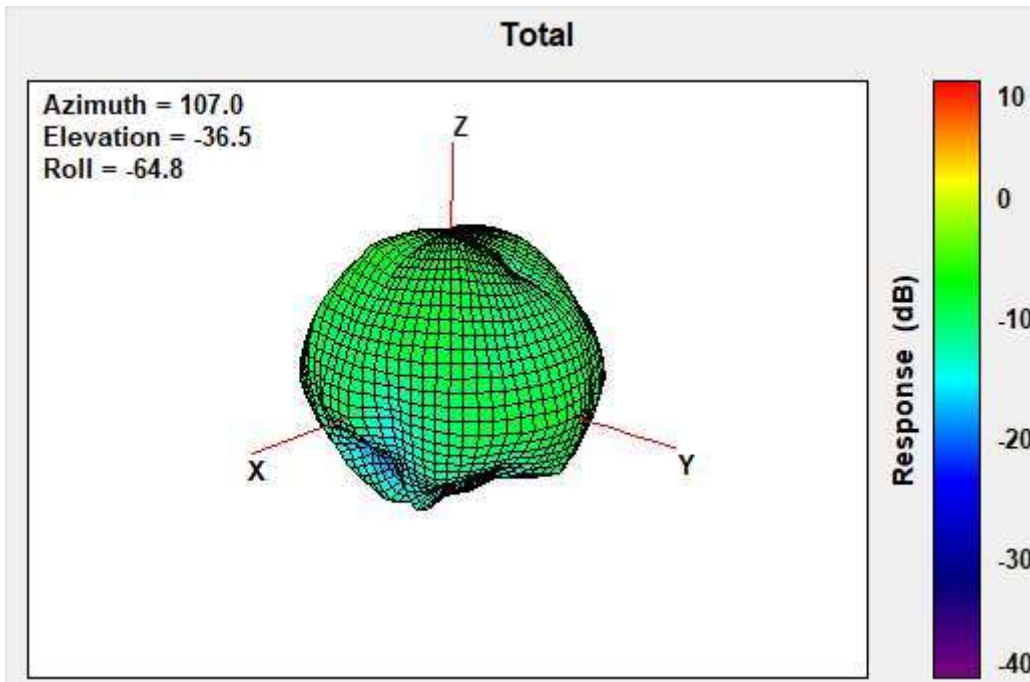 Total
Azimuth = 107.0
Elevation = -36.5
Roll = -64.8
Z
X
Y
Response (dB)
10
0
-10
-20
-30
-40